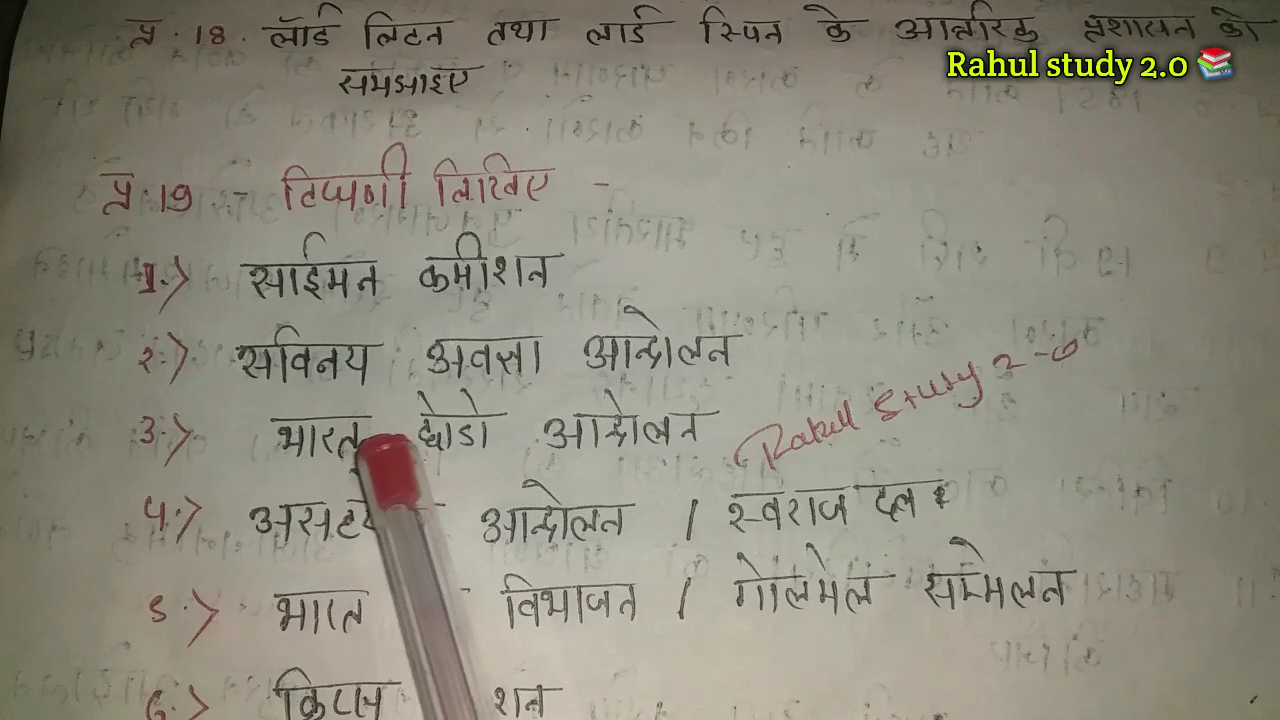 प्र. 18. लॉर्ड लिटन तथा लार्ड रिपन के आन्तरिक प्रशासन को
समझाइए
Rahul study 2.0
प्र 19 - टिप्पणी लिखिए -
1.> साईमन कमीशन
2.> सविनय अवज्ञा आन्दोलन
3.> भारत छोडो आन्दोलन
Rahul Study 2-0
4.> आन्दोलन / स्वराज दल
5.> भारत विभाजन / गोलमेल सम्मेलन
6.> क्रिप्स शन